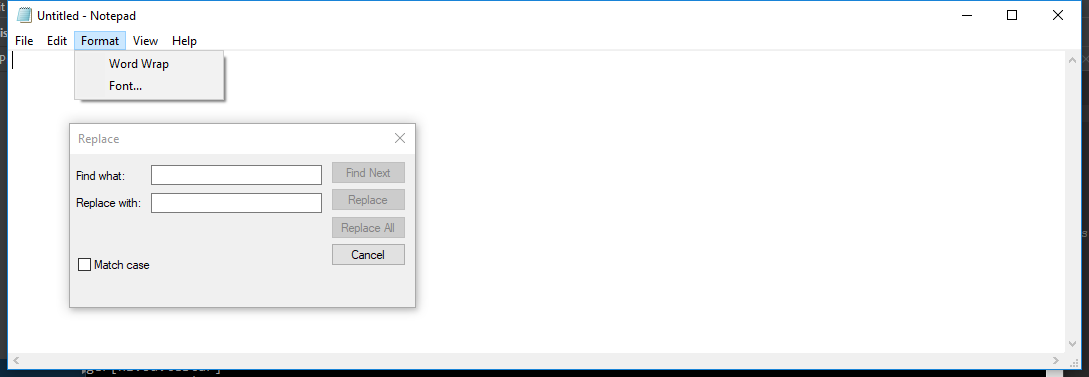 Untitled - Notepad
File Edit Format View Help
Word Wrap
Font...
Replace
Find what:
Find Next
Replace with:
Replace
Replace All
Cancel
Match case